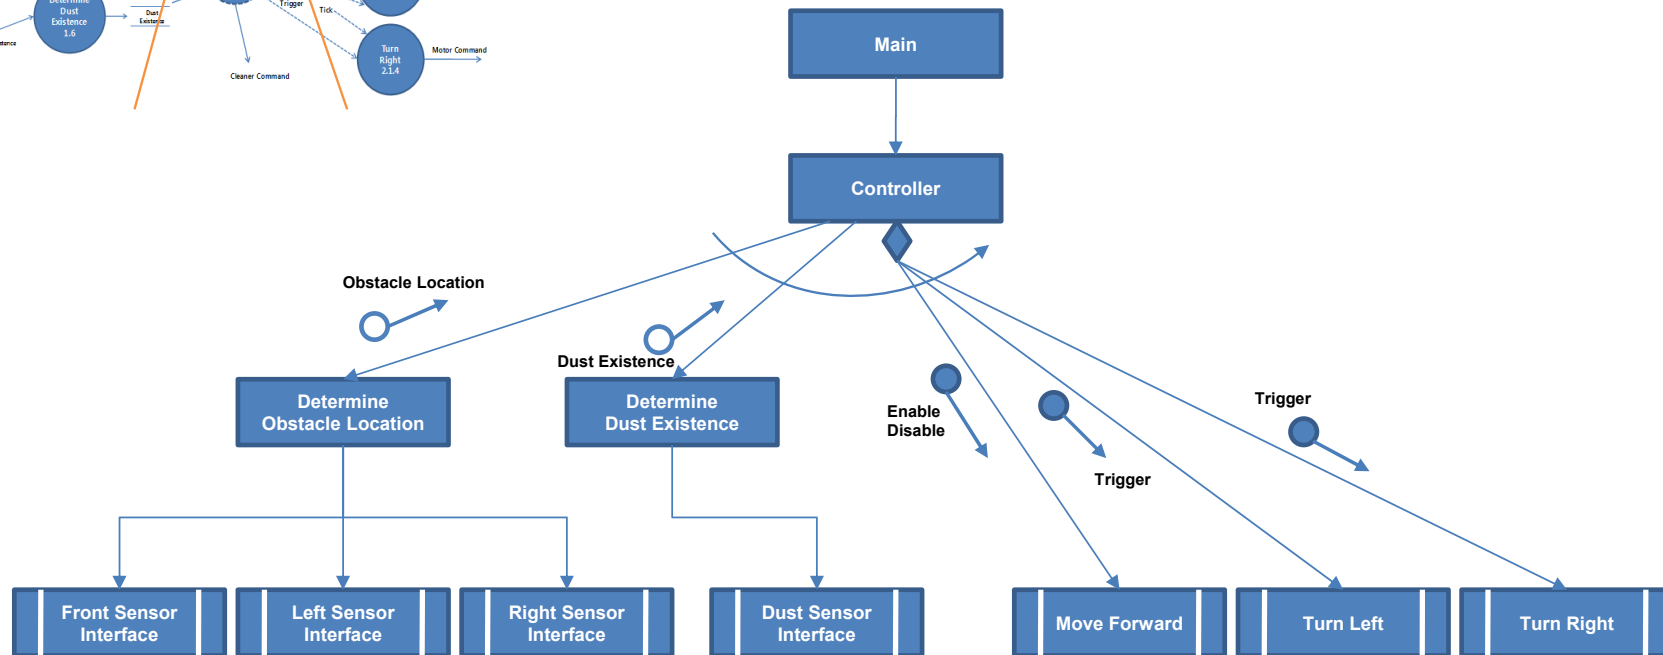 Determine
Dust
Existence
1.6
Dust
Existence
Trigger
Tick
Cleaner Command
Turn
Right
2.1.4
Motor Command
Main
Controller
Obstacle Location
Dust Existence
Determine
Obstacle Location
Determine
Dust Existence
Enable
Disable
Trigger
Trigger
Front Sensor
Interface
Left Sensor
Interface
Right Sensor
Interface
Dust Sensor
Interface
Move Forward
Turn Left
Turn Right